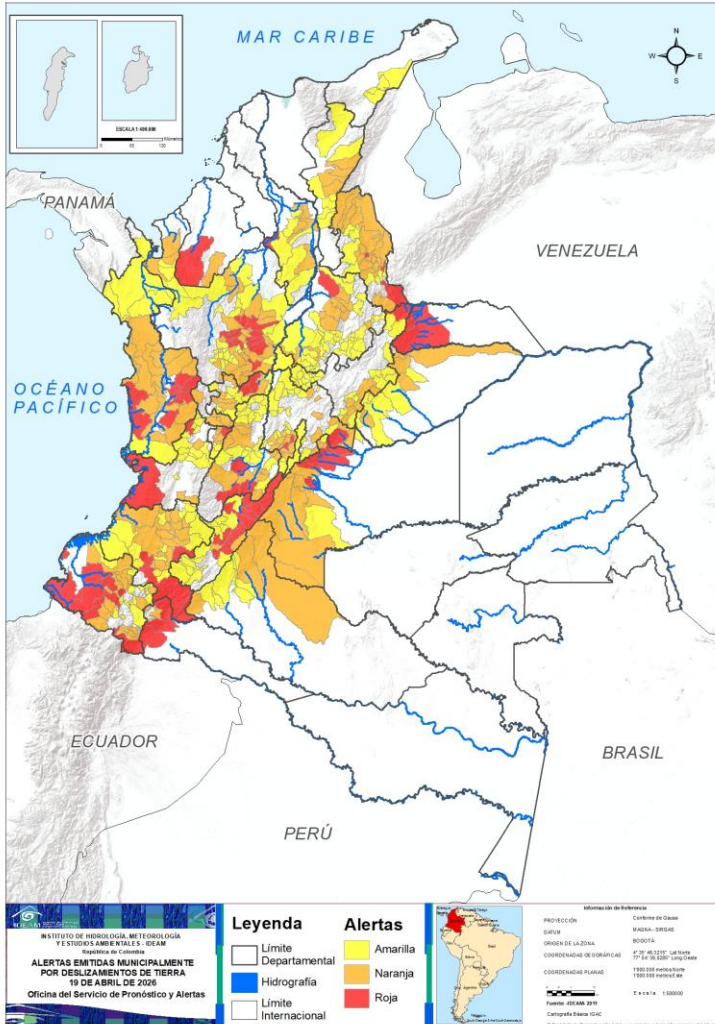 MAR CARIBE
N
W E
S
ESCALA 1:400.000
PANAMÁ
VENEZUELA
OCÉANO
PACÍFICO
ECUADOR
BRASIL
PERÚ
IDEAM
INSTITUTO DE HIDROLOGÍA, METEOROLOGÍA
Y ESTUDIOS AMBIENTALES - IDEAM
República de Colombia
ALERTAS EMITIDAS MUNICIPALMENTE
POR DESLIZAMIENTOS DE TIERRA
19 DE ABRIL DE 2026
Oficina del Servicio de Pronóstico y Alertas
Leyenda
Límite
Departamental
Hidrografía
Límite
Internacional
Alertas
Amarilla
Naranja
Roja
Información de Referencia
PROYECCIÓN Conforme de Gauss
DATUM MAGNA - SIRGAS
ORIGEN DE LA ZONA BOGOTÁ
COORDENADAS GEOGRÁFICAS
COORDENADAS PLANAS
Escala
Fuente: IDEAM
Cartografía Básica IGAC